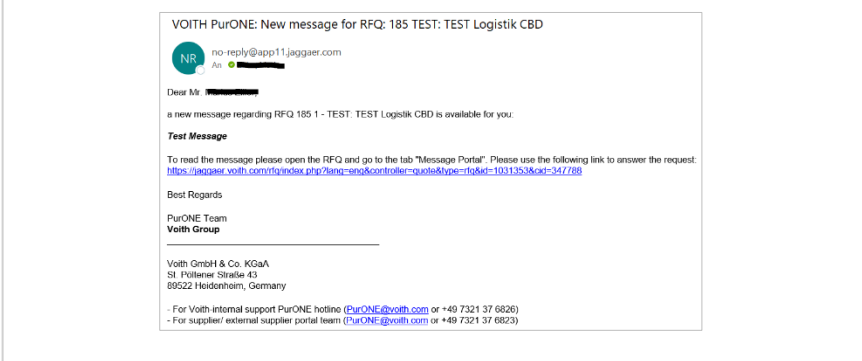 VOITH PurONE: New message for RFQ: 185 TEST: TEST Logistik CBD
NR
no-reply@app11.jaggaer.com
An
Dear Mr.
a new message regarding RFQ 185 1 - TEST: TEST Logistik CBD is available for you:
Test Message
To read the message please open the RFQ and go to the tab "Message Portal". Please use the following link to answer the request:
https://jaggaer.voith.com/rfq/index.php?lang=eng&controller=quote&type=rfq&id=1031353&cid=347788
Best Regards
PurONE Team
Voith Group
Voith GmbH & Co. KGaA
St. Pöltener Straße 43
89522 Heidenheim, Germany
- For Voith-internal support PurONE hotline (PurONE@voith.com or +49 7321 37 6826)
- For supplier/ external supplier portal team (PurONE@voith.com or +49 7321 37 6823)